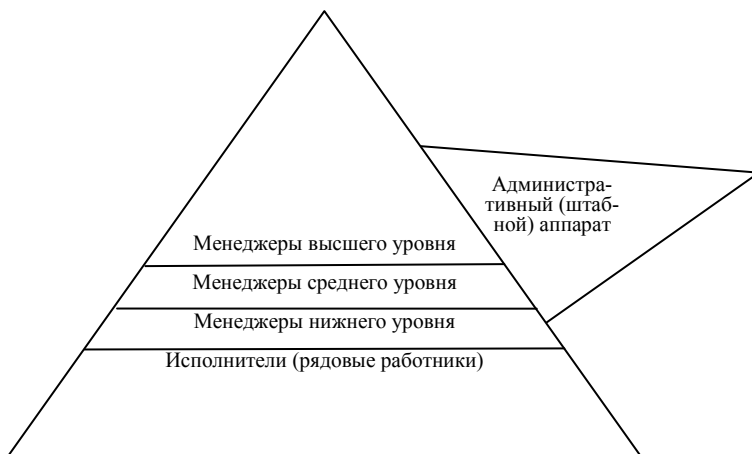 Администра-
тивный (штаб-
ной) аппарат
Менеджеры высшего уровня
Менеджеры среднего уровня
Менеджеры нижнего уровня
Исполнители (рядовые работники)